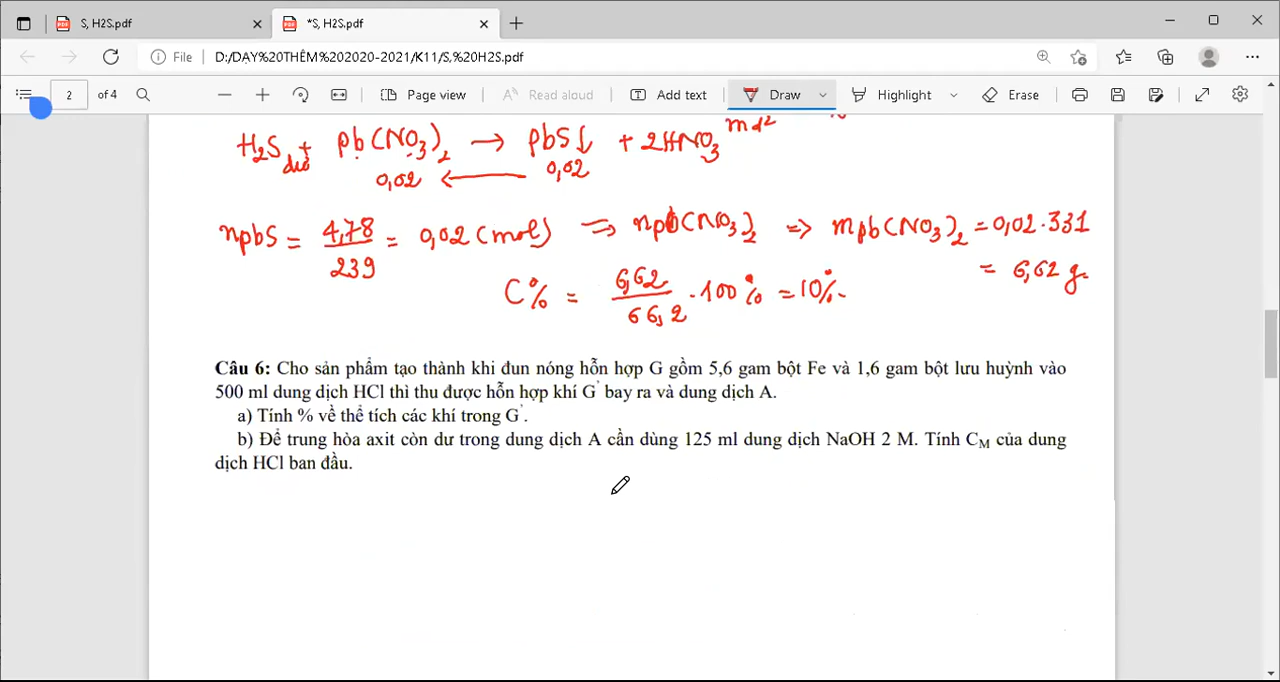 S, H2S.pdf
*S, H2S.pdf
File
D:/DAY%20THÊM%202020-2021/K11/S,%20H2S.pdf
2 of 4
Page view
Read aloud
Add text
Draw
Highlight
Erase
H₂S dư + pb(NO₃)₂ → pbS↓ + 2HNO₃
mdd
0,02 ← 0,02
npbS = 4,78/239 = 0,02 (mol) => npb(NO₃)₂ => mpb(NO₃)₂ = 0,02.331
= 6,62 g.
C% = 6,62/66,2 . 100% = 10%.
Câu 6: Cho sản phẩm tạo thành khi đun nóng hỗn hợp G gồm 5,6 gam bột Fe và 1,6 gam bột lưu huỳnh vào
500 ml dung dịch HCl thì thu được hỗn hợp khí G' bay ra và dung dịch A.
a) Tính % về thể tích các khí trong G'.
b) Để trung hòa axit còn dư trong dung dịch A cần dùng 125 ml dung dịch NaOH 2 M. Tính CM của dung
dịch HCl ban đầu.